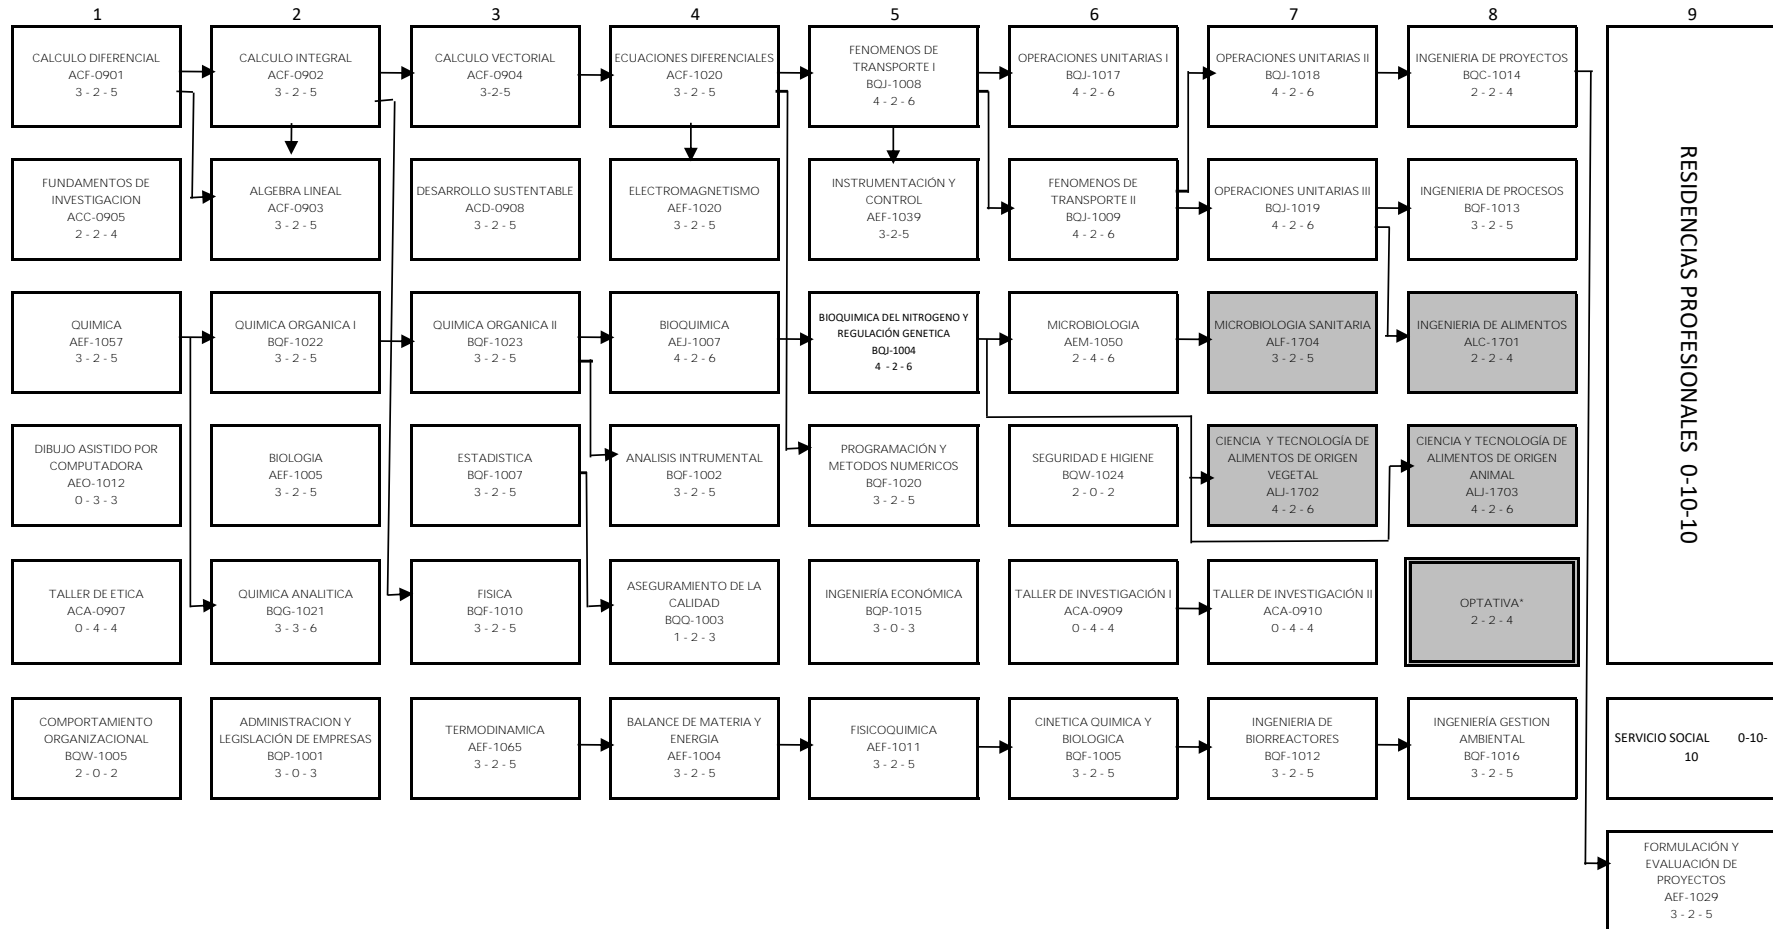 1 2 3 4 5 6 7 8 9
CALCULO DIFERENCIAL
ACF-0901
3 - 2 - 5
CALCULO INTEGRAL
ACF-0902
3 - 2 - 5
CALCULO VECTORIAL
ACF-0904
3-2-5
ECUACIONES DIFERENCIALES
ACF-1020
3 - 2 - 5
FENOMENOS DE
TRANSPORTE I
BQJ-1008
4 - 2 - 6
OPERACIONES UNITARIAS I
BQJ-1017
4 - 2 - 6
OPERACIONES UNITARIAS II
BQJ-1018
4 - 2 - 6
INGENIERIA DE PROYECTOS
BQC-1014
2 - 2 - 4
RESIDENCIAS PROFESIONALES 0-10-10
FUNDAMENTOS DE
INVESTIGACION
ACC-0905
2 - 2 - 4
ALGEBRA LINEAL
ACF-0903
3 - 2 - 5
DESARROLLO SUSTENTABLE
ACD-0908
3 - 2 - 5
ELECTROMAGNETISMO
AEF-1020
3 - 2 - 5
INSTRUMENTACIÓN Y
CONTROL
AEF-1039
3-2-5
FENOMENOS DE
TRANSPORTE II
BQJ-1009
4 - 2 - 6
OPERACIONES UNITARIAS III
BQJ-1019
4 - 2 - 6
INGENIERIA DE PROCESOS
BQF-1013
3 - 2 - 5
QUIMICA
AEF-1057
3 - 2 - 5
QUIMICA ORGANICA I
BQF-1022
3 - 2 - 5
QUIMICA ORGANICA II
BQF-1023
3 - 2 - 5
BIOQUIMICA
AEJ-1007
4 - 2 - 6
BIOQUIMICA DEL NITROGENO Y
REGULACIÓN GENETICA
BQJ-1004
4 - 2 - 6
MICROBIOLOGIA
AEM-1050
2 - 4 - 6
MICROBIOLOGIA SANITARIA
ALF-1704
3 - 2 - 5
INGENIERIA DE ALIMENTOS
ALC-1701
2 - 2 - 4
DIBUJO ASISTIDO POR
COMPUTADORA
AEO-1012
0 - 3 - 3
BIOLOGIA
AEF-1005
3 - 2 - 5
ESTADISTICA
BQF-1007
3 - 2 - 5
ANALISIS INTRUMENTAL
BQF-1002
3 - 2 - 5
PROGRAMACIÓN Y
METODOS NUMERICOS
BQF-1020
3 - 2 - 5
SEGURIDAD E HIGIENE
BQW-1024
2 - 0 - 2
CIENCIA Y TECNOLOGÍA DE
ALIMENTOS DE ORIGEN
VEGETAL
ALJ-1702
4 - 2 - 6
CIENCIA Y TECNOLOGÍA DE
ALIMENTOS DE ORIGEN
ANIMAL
ALJ-1703
4 - 2 - 6
TALLER DE ETICA
ACA-0907
0 - 4 - 4
QUIMICA ANALITICA
BQG-1021
3 - 3 - 6
FISICA
BQF-1010
3 - 2 - 5
ASEGURAMIENTO DE LA
CALIDAD
BQQ-1003
1 - 2 - 3
INGENIERÍA ECONÓMICA
BQP-1015
3 - 0 - 3
TALLER DE INVESTIGACIÓN I
ACA-0909
0 - 4 - 4
TALLER DE INVESTIGACIÓN II
ACA-0910
0 - 4 - 4
OPTATIVA*
2 - 2 - 4
COMPORTAMIENTO
ORGANIZACIONAL
BQW-1005
2 - 0 - 2
ADMINISTRACION Y
LEGISLACIÓN DE EMPRESAS
BQP-1001
3 - 0 - 3
TERMODINAMICA
AEF-1065
3 - 2 - 5
BALANCE DE MATERIA Y
ENERGIA
AEF-1004
3 - 2 - 5
FISICOQUIMICA
AEF-1011
3 - 2 - 5
CINETICA QUIMICA Y
BIOLOGICA
BQF-1005
3 - 2 - 5
INGENIERIA DE
BIORREACTORES
BQF-1012
3 - 2 - 5
INGENIERÍA GESTION
AMBIENTAL
BQF-1016
3 - 2 - 5
SERVICIO SOCIAL 0-10-
10
FORMULACIÓN Y
EVALUACIÓN DE
PROYECTOS
AEF-1029
3 - 2 - 5